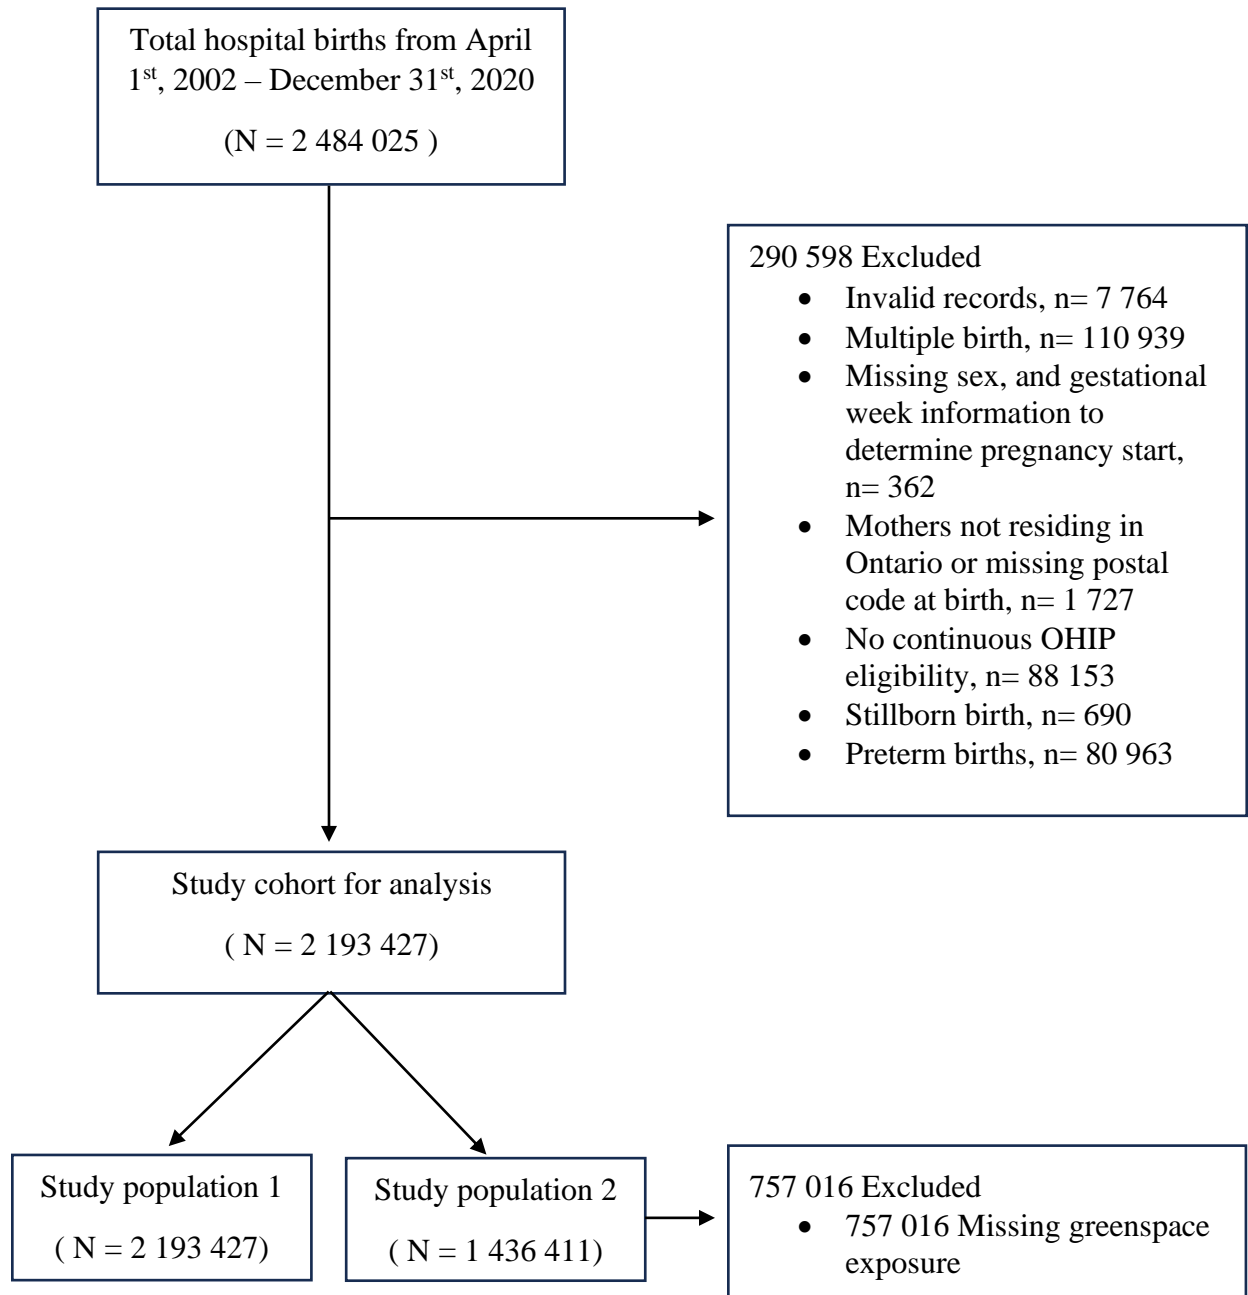 Total hospital births from April
1st, 2002 – December 31st, 2020
(N = 2 484 025 )
290 598 Excluded
• Invalid records, n= 7 764
• Multiple birth, n= 110 939
• Missing sex, and gestational
week information to
determine pregnancy start,
n= 362
• Mothers not residing in
Ontario or missing postal
code at birth, n= 1 727
• No continuous OHIP
eligibility, n= 88 153
• Stillborn birth, n= 690
• Preterm births, n= 80 963
Study cohort for analysis
( N = 2 193 427)
Study population 1
( N = 2 193 427)
Study population 2
( N = 1 436 411)
757 016 Excluded
• 757 016 Missing greenspace
exposure